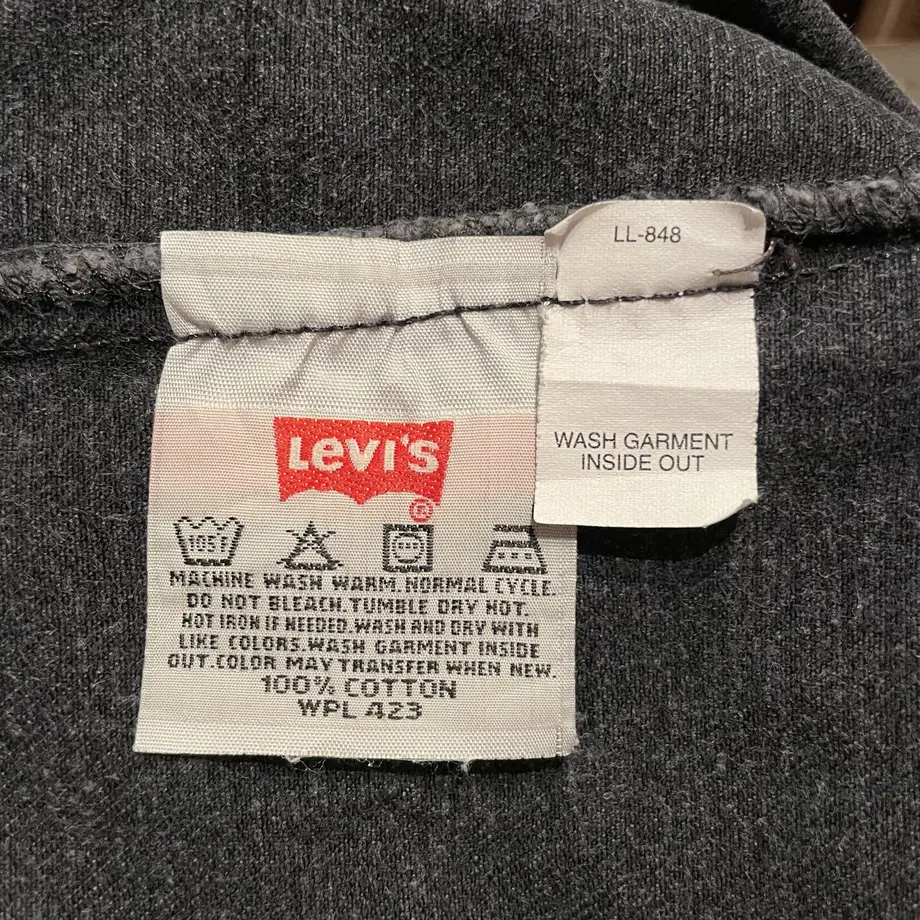 LL-848
WASH GARMENT
INSIDE OUT
LEVI'S
®
105F
MACHINE WASH WARM. NORMAL CYCLE.
DO NOT BLEACH. TUMBLE DRY HOT.
HOT IRON IF NEEDED. WASH AND DRY WITH
LIKE COLORS. WASH GARMENT INSIDE
OUT. COLOR MAY TRANSFER WHEN NEW.
100% COTTON
WPL 423